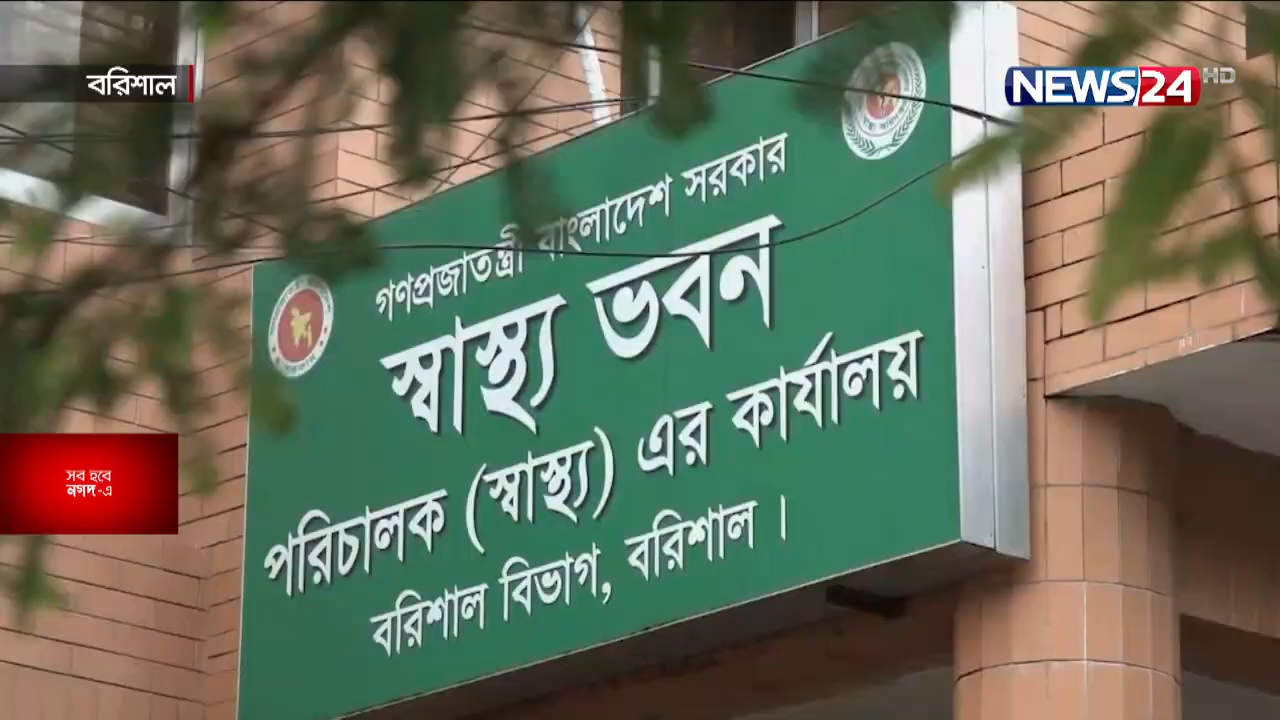 বরিশাল
NEWS24 HD
গণপ্রজাতন্ত্রী বাংলাদেশ সরকার
স্বাস্থ্য ভবন
পরিচালক (স্বাস্থ্য) এর কার্যালয়
বরিশাল বিভাগ, বরিশাল ।
সব হবে
নগদ-এ